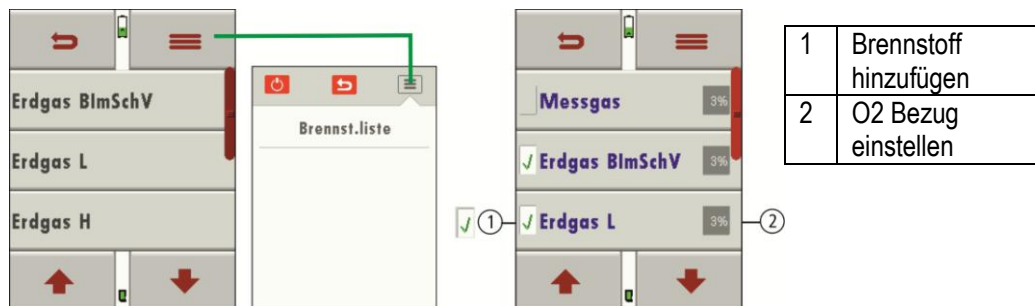 Erdgas BImSchV
Erdgas L
Erdgas H
Brennst.liste
Messgas 3%
Erdgas BImSchV 3%
1 Erdgas L 3% 2
1 Brennstoff
hinzufügen
2 O2 Bezug
einstellen